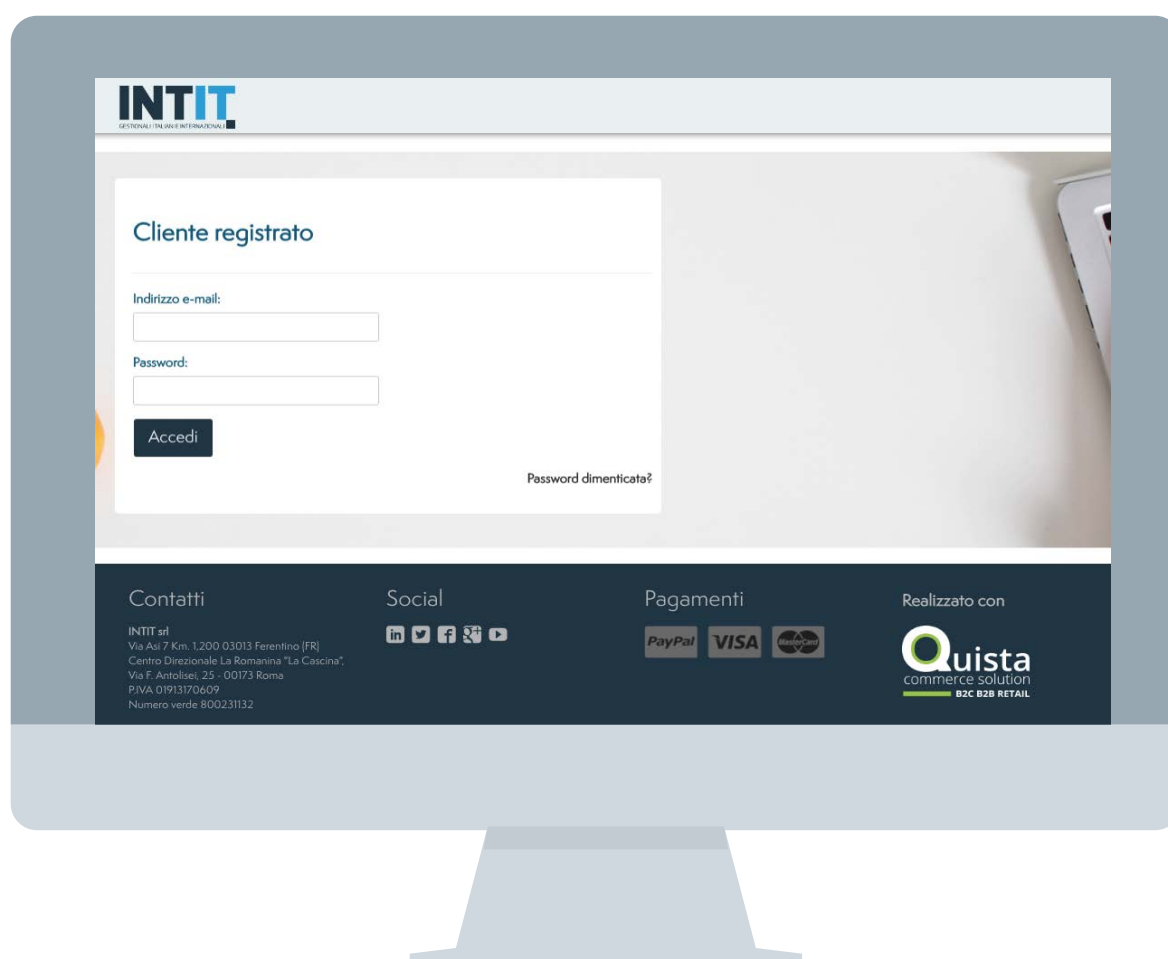 INTIT
GESTIONALI ITALIANI E INTERNAZIONALI
Cliente registrato
Indirizzo e-mail:
Password:
Accedi
Password dimenticata?
Contatti
INTIT srl
Via Asi 7 Km. 1,200 03013 Ferentino (FR)
Centro Direzionale La Romanina "La Cascina",
Via F. Antolisei, 25 - 00173 Roma
P.IVA 01913170609
Numero verde 800231132
Social
in f g+
Pagamenti
PayPal VISA MasterCard
Realizzato con
Quista
commerce solution
B2C B2B RETAIL